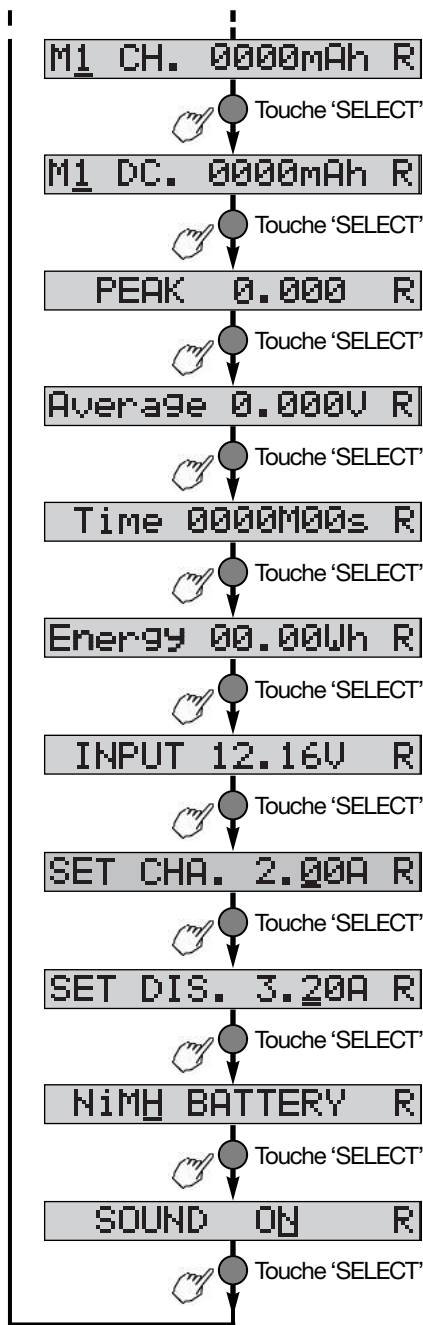 M1 CH. 0000mAh R
Touche ‘SELECT’
M1 DC. 0000mAh R
Touche ‘SELECT’
PEAK 0.000 R
Touche ‘SELECT’
Average 0.000V R
Touche ‘SELECT’
Time 0000M00s R
Touche ‘SELECT’
Energy 00.00Wh R
Touche ‘SELECT’
INPUT 12.16V R
Touche ‘SELECT’
SET CHA. 2.00A R
Touche ‘SELECT’
SET DIS. 3.20A R
Touche ‘SELECT’
NiMH BATTERY R
Touche ‘SELECT’
SOUND ON R
Touche ‘SELECT’